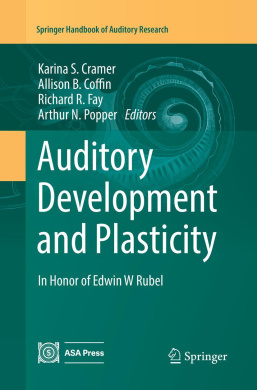 Springer Handbook of Auditory Research
Karina S. Cramer
Allison B. Coffin
Richard R. Fay
Arthur N. Popper Editors
Auditory
Development
and Plasticity
In Honor of Edwin W Rubel
S ASA Press
Springer